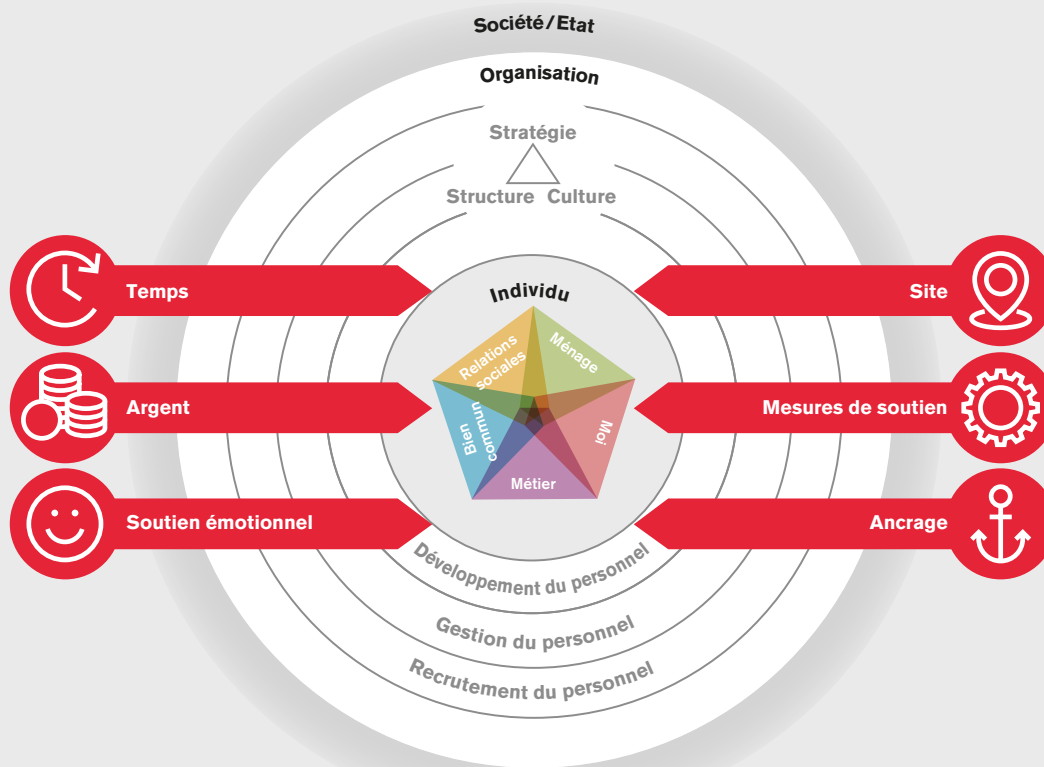 Société/Etat
Organisation
Stratégie
Structure Culture
Individu
Temps
Site
Relations
sociales
Ménage
Argent
Mesures de soutien
Bien
commun
Moi
Métier
Soutien émotionnel
Ancrage
Développement du personnel
Gestion du personnel
Recrutement du personnel